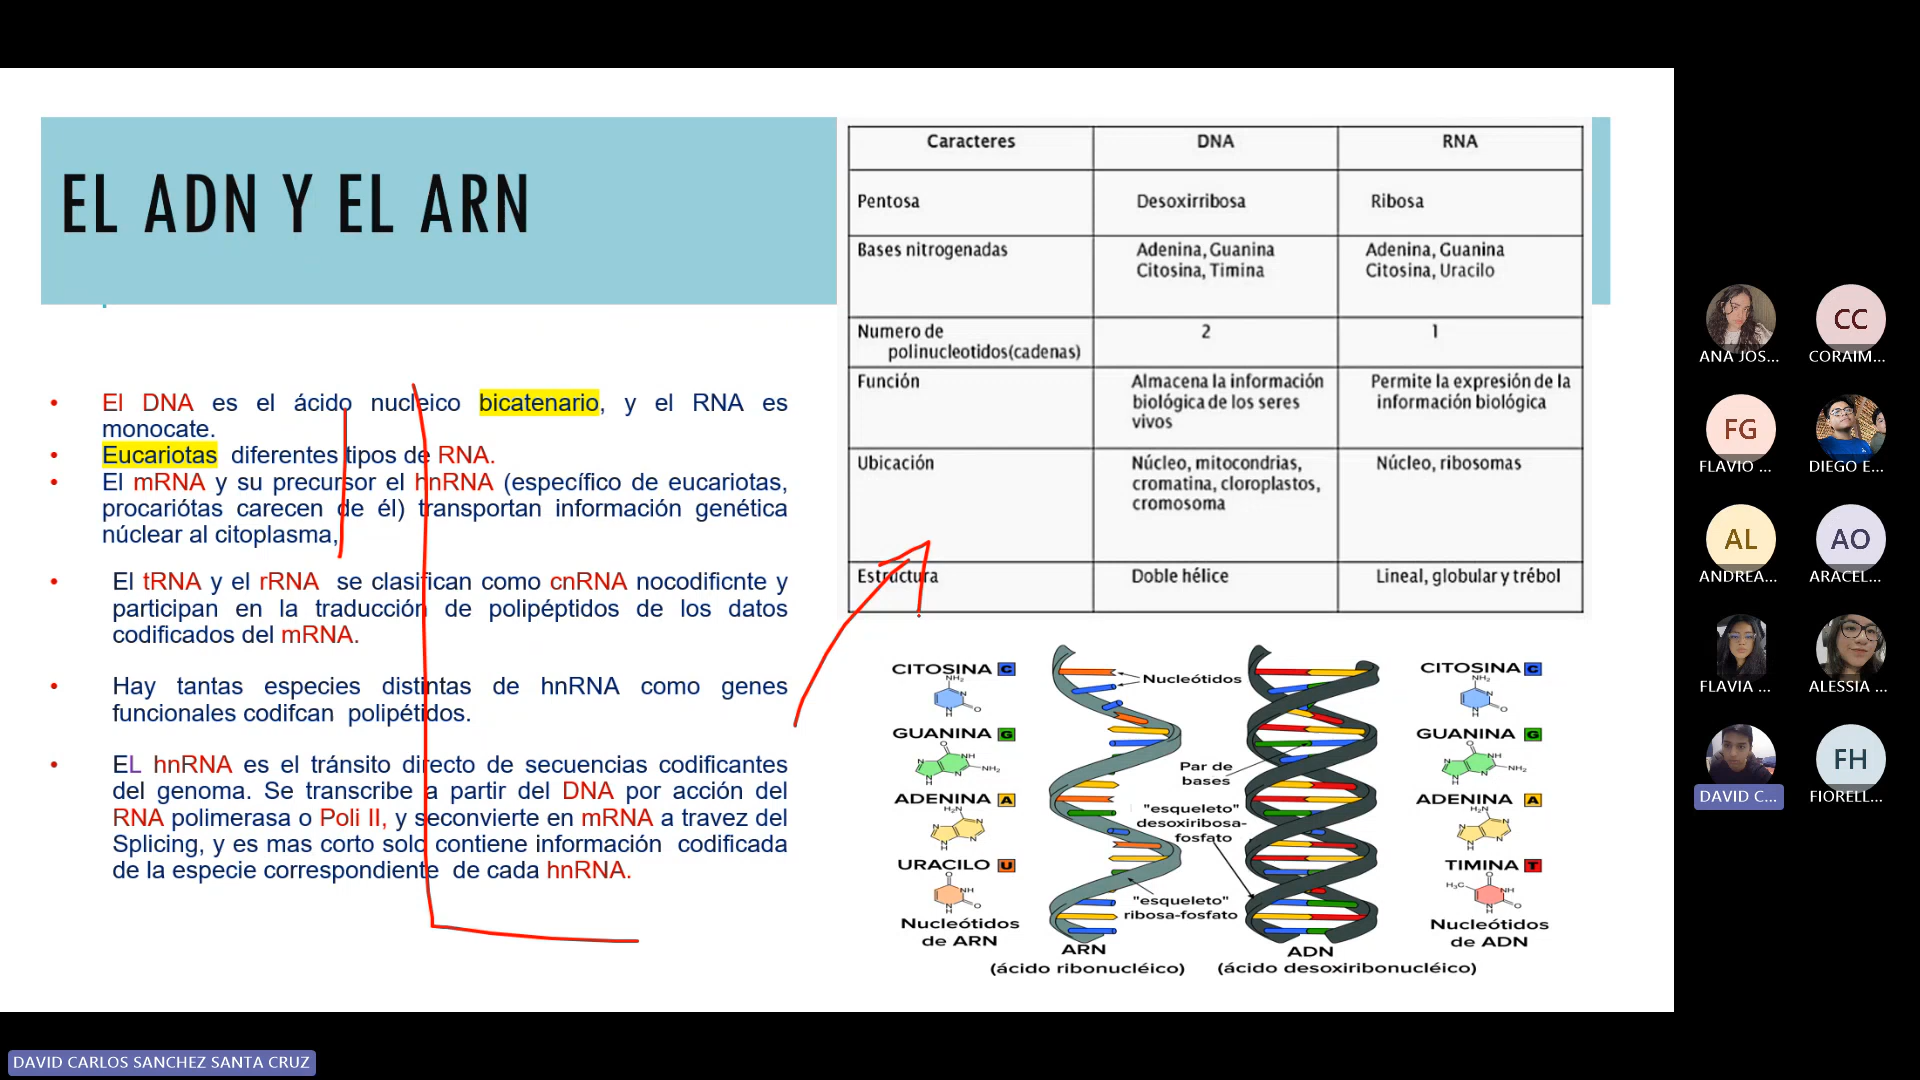 EL ADN Y EL ARN
• El DNA es el ácido nucleico bicatenario, y el RNA es
monocate.
• Eucariotas diferentes tipos de RNA.
• El mRNA y su precursor el hnRNA (específico de eucariotas,
procariótas carecen de él) transportan información genética
núclear al citoplasma,
• El tRNA y el rRNA se clasifican como cnRNA nocodificnte y
participan en la traducción de polipéptidos de los datos
codificados del mRNA.
• Hay tantas especies distintas de hnRNA como genes
funcionales codifcan polipétidos.
• EL hnRNA es el tránsito directo de secuencias codificantes
del genoma. Se transcribe a partir del DNA por acción del
RNA polimerasa o Poli II, y seconvierte en mRNA a travez del
Splicing, y es mas corto solo contiene información codificada
de la especie correspondiente de cada hnRNA.
Caracteres DNA RNA
Pentosa Desoxirribosa Ribosa
Bases nitrogenadas Adenina, Guanina Adenina, Guanina
Citosina, Timina Citosina, Uracilo
Numero de 2 1
polinucleotidos(cadenas)
Función Almacena la información Permite la expresión de la
biológica de los seres información biológica
vivos
Ubicación Núcleo, mitocondrias, Núcleo, ribosomas
cromatina, cloroplastos,
cromosoma
Estructura Doble hélice Lineal, globular y trébol
CITOSINA C
NH₂
N
N
H
O
GUANINA G
O
N
NH
N
H
N
NH₂
ADENINA A
H₂N
N
N
N
H
N
URACILO U
O
NH
N
H
O
Nucleótidos
de ARN
Nucleótidos
Par de
bases
"esqueleto"
desoxiribosa-
fosfato
"esqueleto"
ribosa-fosfato
ARN
(ácido ribonucléico)
ADN
(ácido desoxiribonucléico)
CITOSINA C
NH₂
N
N
H
O
GUANINA G
O
N
NH
N
H
N
NH₂
ADENINA A
H₂N
N
N
N
H
N
TIMINA T
O
H₃C
NH
N
H
O
Nucleótidos
de ADN
ANA JOS...
CC
CORAIM...
FG
FLAVIO ...
DIEGO E...
AL
ANDREA...
AO
ARACEL...
FLAVIA ...
ALESSIA ...
DAVID C...
FH
FIORELL...
DAVID CARLOS SANCHEZ SANTA CRUZ